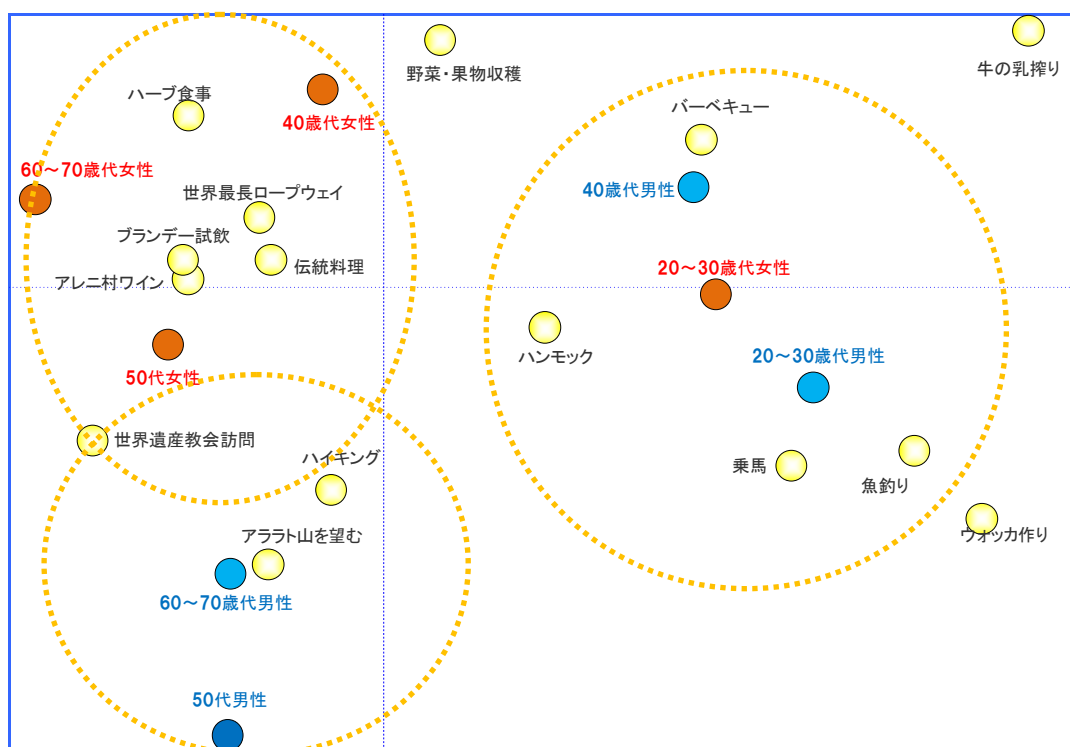 野菜・果物収穫
牛の乳搾り
ハーブ食事
40歳代女性
バーベキュー
60～70歳代女性
世界最長ロープウェイ
40歳代男性
ブランデー試飲
伝統料理
アレニ村ワイン
20～30歳代女性
ハンモック
20～30歳代男性
50代女性
世界遺産教会訪問
ハイキング
乗馬
魚釣り
アララト山を望む
ウオッカ作り
60～70歳代男性
50代男性